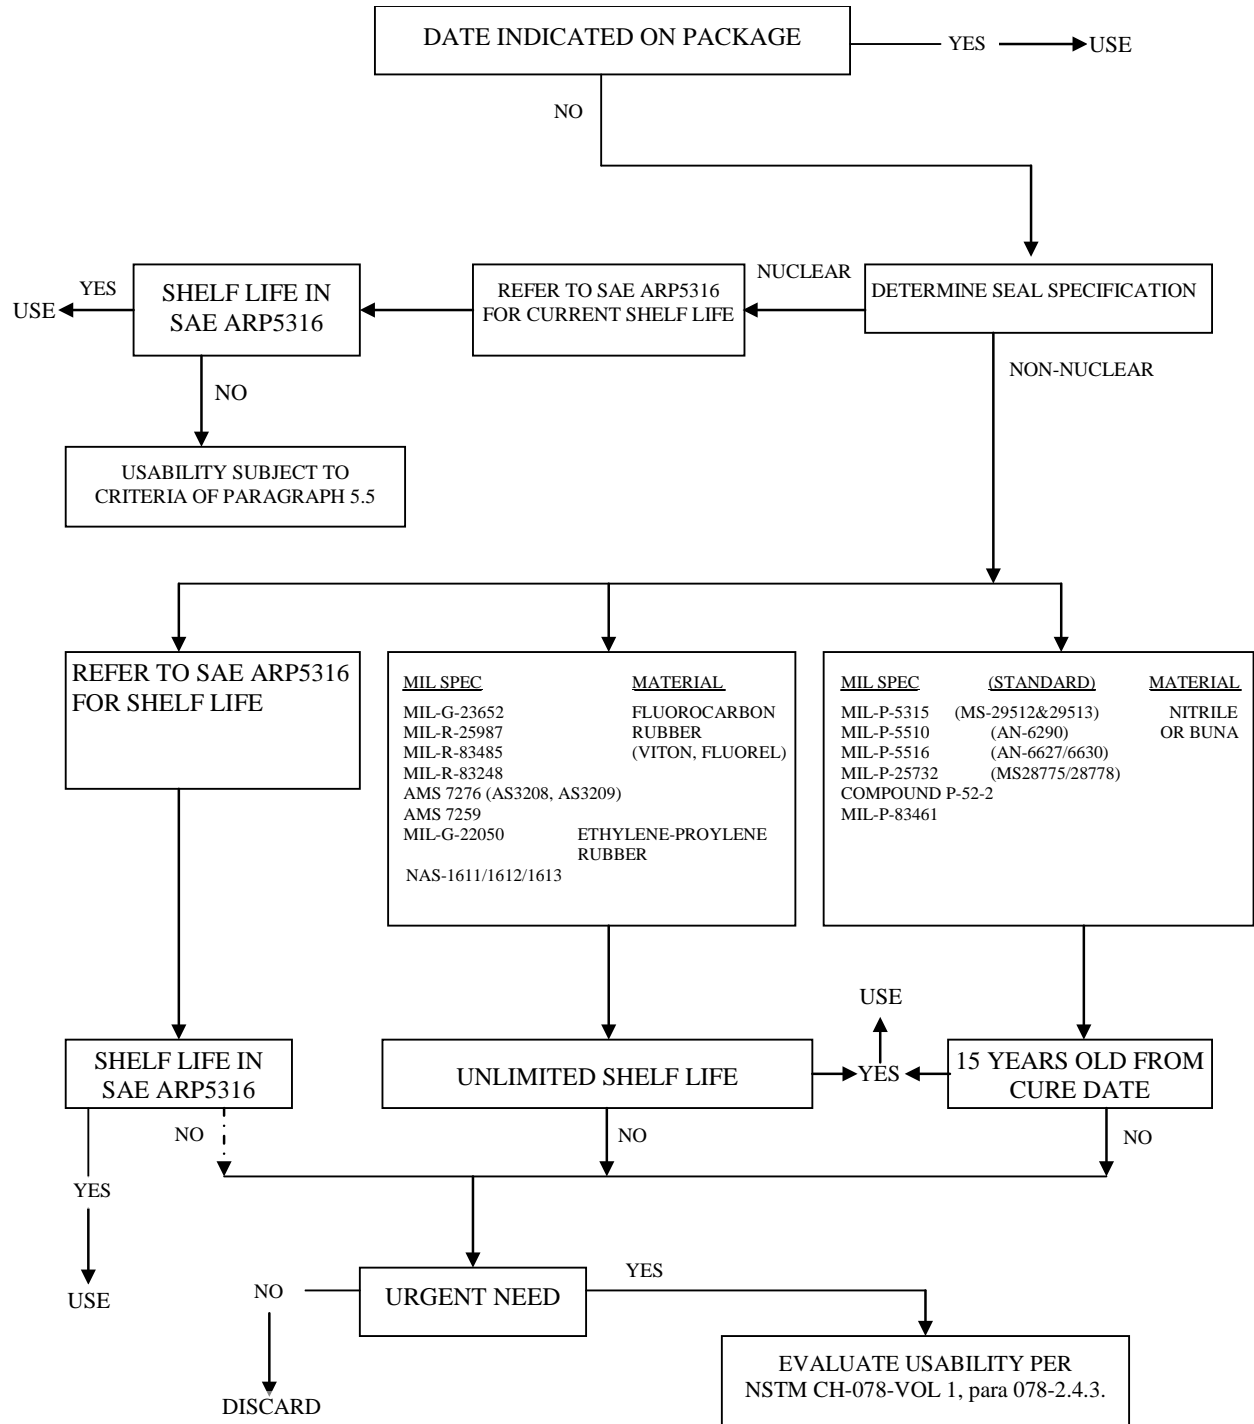 DATE INDICATED ON PACKAGE
YES
USE
NO
NUCLEAR
DETERMINE SEAL SPECIFICATION
REFER TO SAE ARP5316
FOR CURRENT SHELF LIFE
YES
SHELF LIFE IN
SAE ARP5316
USE
NO
NON-NUCLEAR
USABILITY SUBJECT TO
CRITERIA OF PARAGRAPH 5.5
REFER TO SAE ARP5316
FOR SHELF LIFE
MIL SPEC MATERIAL
MIL-G-23652 FLUOROCARBON
MIL-R-25987 RUBBER
MIL-R-83485 (VITON, FLUOREL)
MIL-R-83248
AMS 7276 (AS3208, AS3209)
AMS 7259
MIL-G-22050 ETHYLENE-PROYLENE
RUBBER
NAS-1611/1612/1613
MIL SPEC (STANDARD) MATERIAL
MIL-P-5315 (MS-29512&29513) NITRILE
MIL-P-5510 (AN-6290) OR BUNA
MIL-P-5516 (AN-6627/6630)
MIL-P-25732 (MS28775/28778)
COMPOUND P-52-2
MIL-P-83461
USE
SHELF LIFE IN
SAE ARP5316
UNLIMITED SHELF LIFE
YES
15 YEARS OLD FROM
CURE DATE
NO
NO
NO
YES
USE
NO
URGENT NEED
YES
DISCARD
EVALUATE USABILITY PER
NSTM CH-078-VOL 1, para 078-2.4.3.